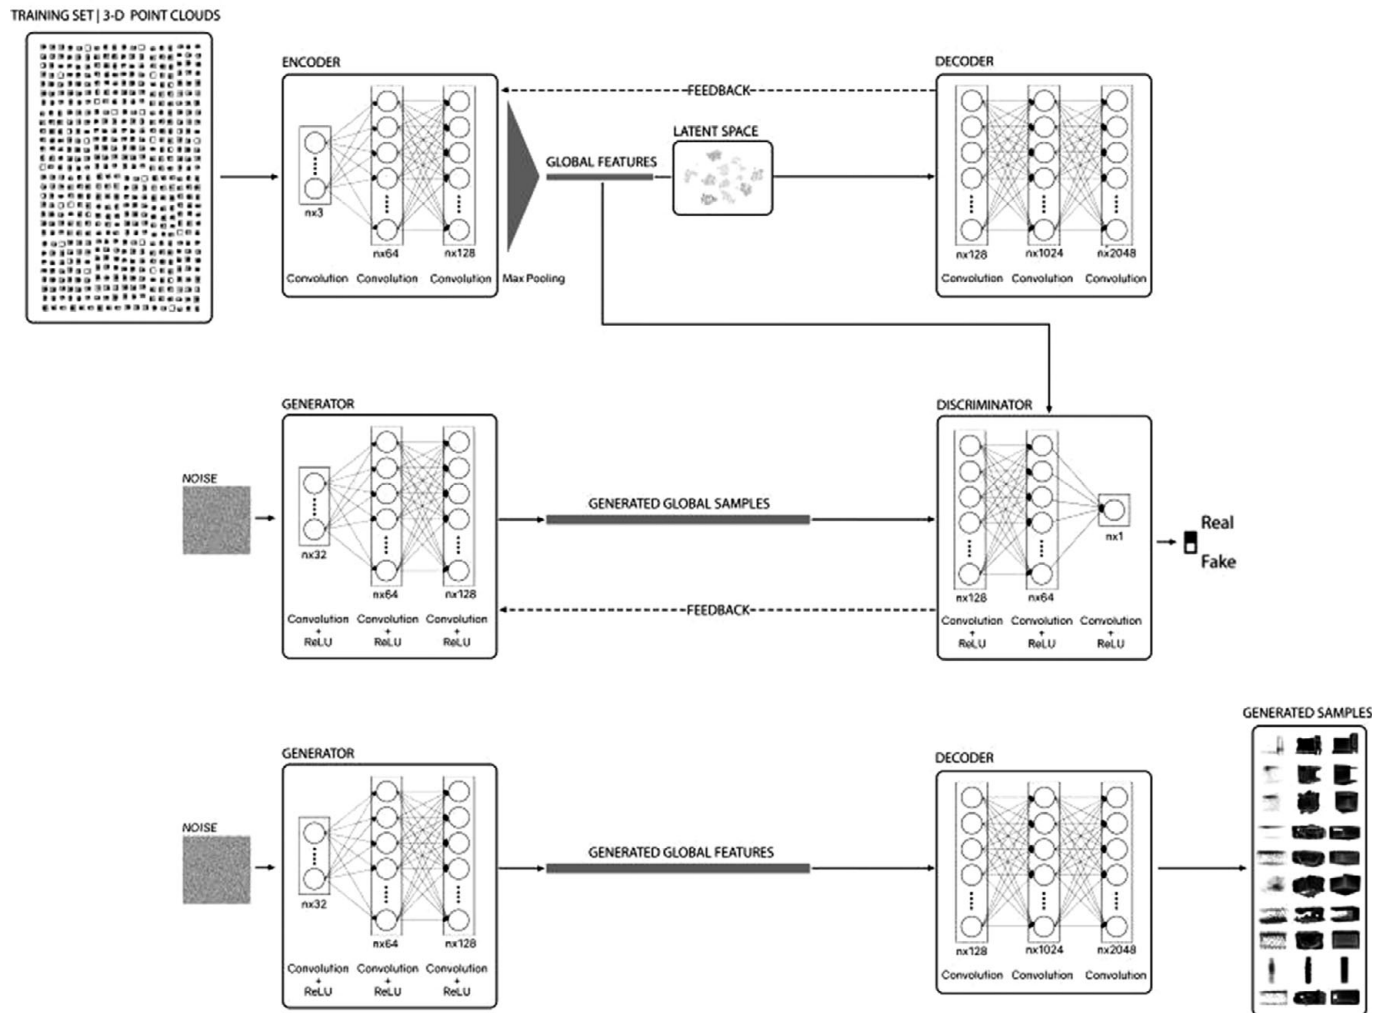 TRAINING SET | 3-D POINT CLOUDS
ENCODER
DECODER
FEEDBACK
LATENT SPACE
GLOBAL FEATURES
nx3
nx64
nx128
Convolution Convolution Convolution
Max Pooling
nx128
nx1024
nx2048
Convolution Convolution Convolution
GENERATOR
DISCRIMINATOR
NOISE
GENERATED GLOBAL SAMPLES
nx32
nx64
nx128
Convolution Convolution Convolution
+ + +
ReLU ReLU ReLU
FEEDBACK
nx128
nx64
nx1
Convolution Convolution Convolution
+ + +
ReLU ReLU ReLU
Real
Fake
GENERATOR
DECODER
GENERATED SAMPLES
NOISE
GENERATED GLOBAL FEATURES
nx32
nx64
nx128
Convolution Convolution Convolution
+ + +
ReLU ReLU ReLU
nx128
nx1024
nx2048
Convolution Convolution Convolution